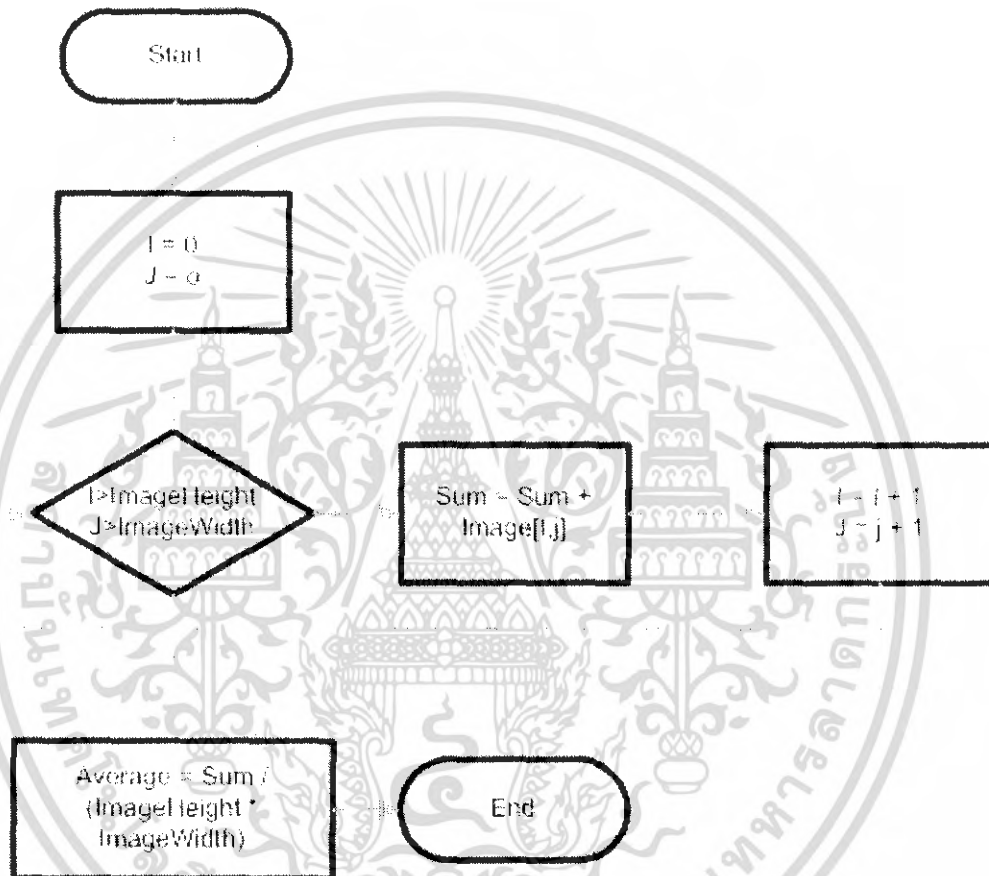 Start
I = 0
J = 0
I>ImageHeight
J>ImageWidth
Sum = Sum +
Image[I,j]
I = i + 1
J = j + 1
Average = Sum /
(ImageHeight *
ImageWidth)
End